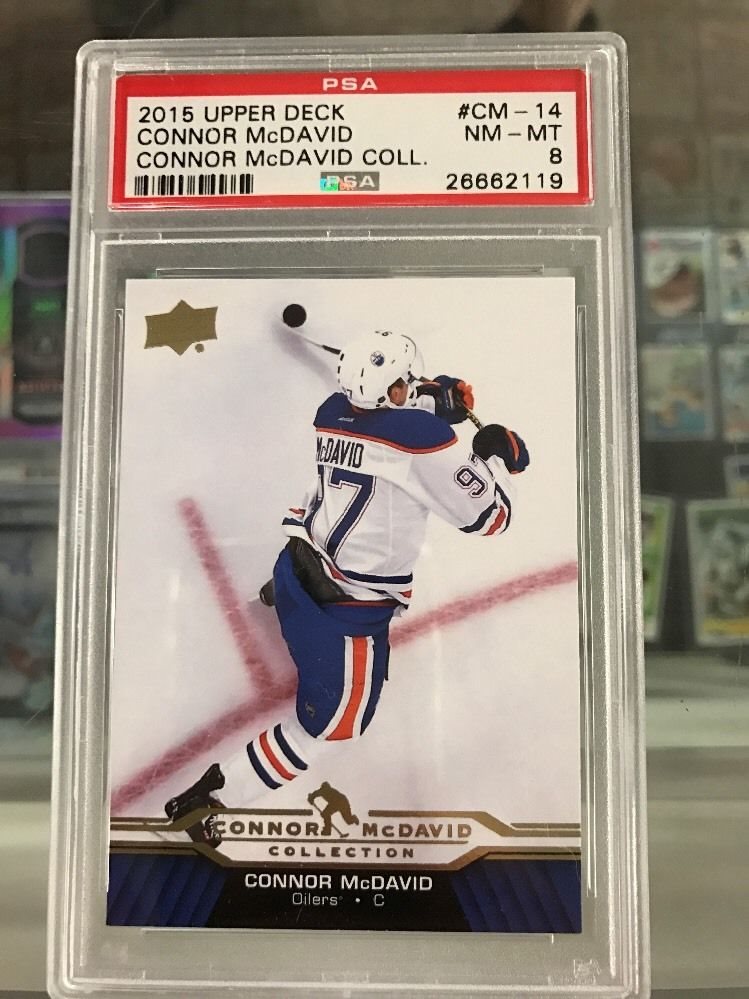 PSA
2015 UPPER DECK #CM-14
CONNOR McDAVID NM-MT
CONNOR McDAVID COLL. 8
PSA 26662119
McDAVID
97
97
CONNOR McDAVID
COLLECTION
CONNOR McDAVID
Oilers • C